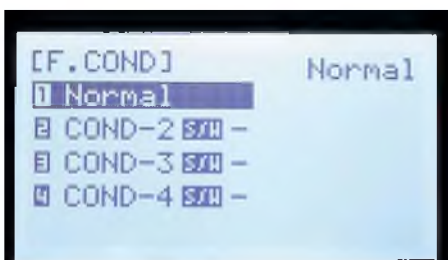 [F.COND] Normal
1 Normal
2 COND-2 S/W -
3 COND-3 S/W -
4 COND-4 S/W -